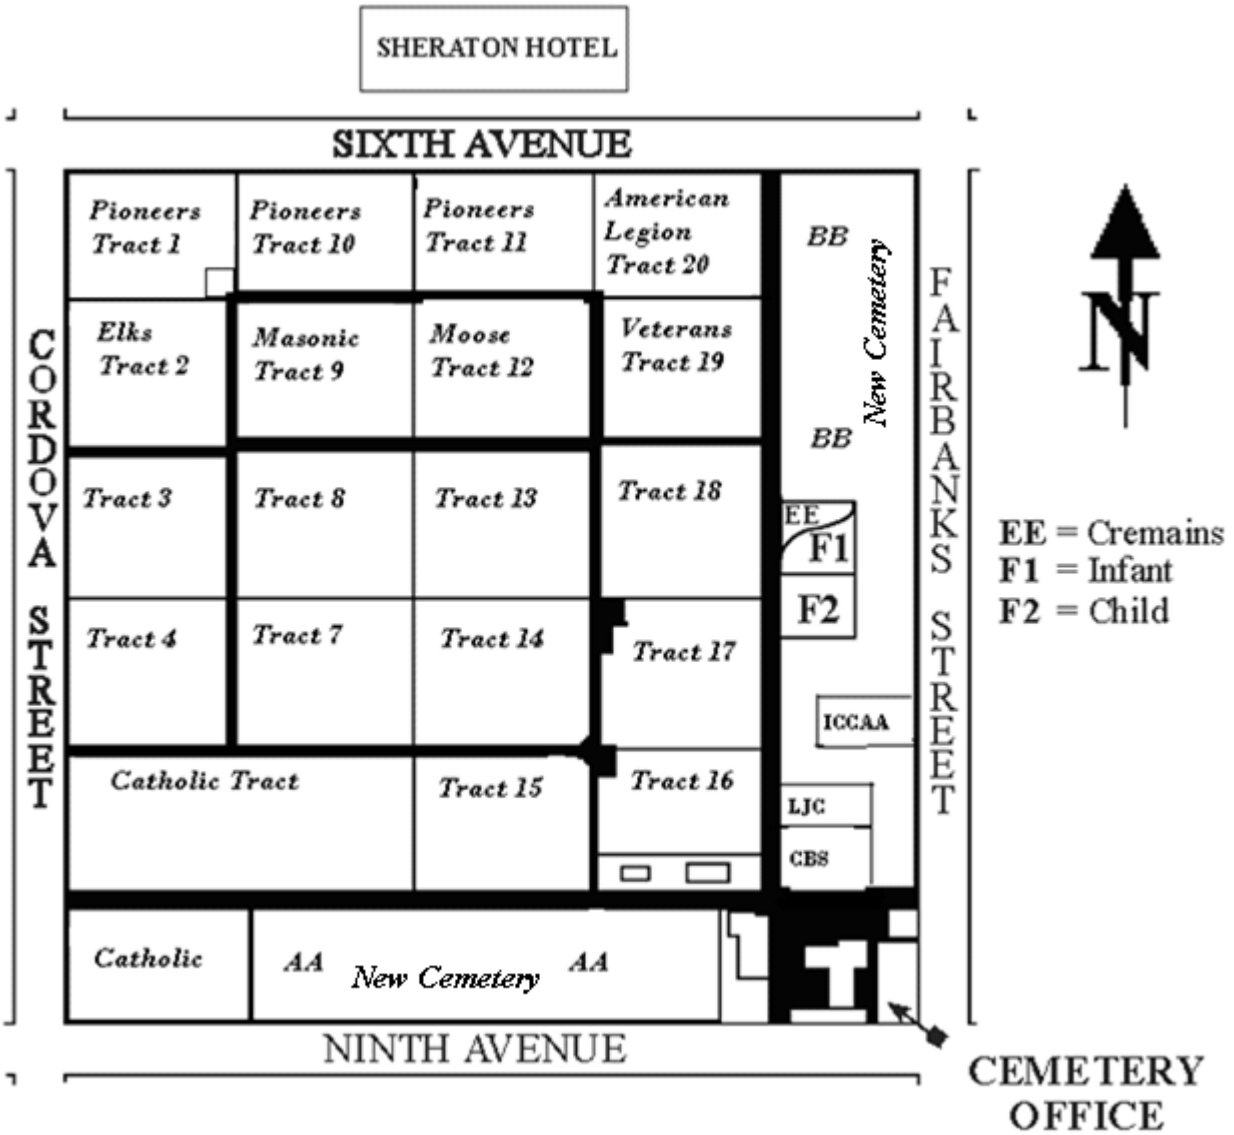 SHERATON HOTEL
SIXTH AVENUE
Pioneers
Tract 1
Pioneers
Tract 10
Pioneers
Tract 11
American
Legion
Tract 20
BB
New Cemetery
BB
Elks
Tract 2
Masonic
Tract 9
Moose
Tract 12
Veterans
Tract 19
Tract 3
Tract 8
Tract 13
Tract 18
EE
F1
F2
Tract 4
Tract 7
Tract 14
Tract 17
ICCAA
Catholic Tract
Tract 15
Tract 16
LJC
CBS
Catholic
AA
New Cemetery
AA
CORDOVA STREET
FAIRBANKS STREET
N
EE = Cremains
F1 = Infant
F2 = Child
NINTH AVENUE
CEMETERY
OFFICE